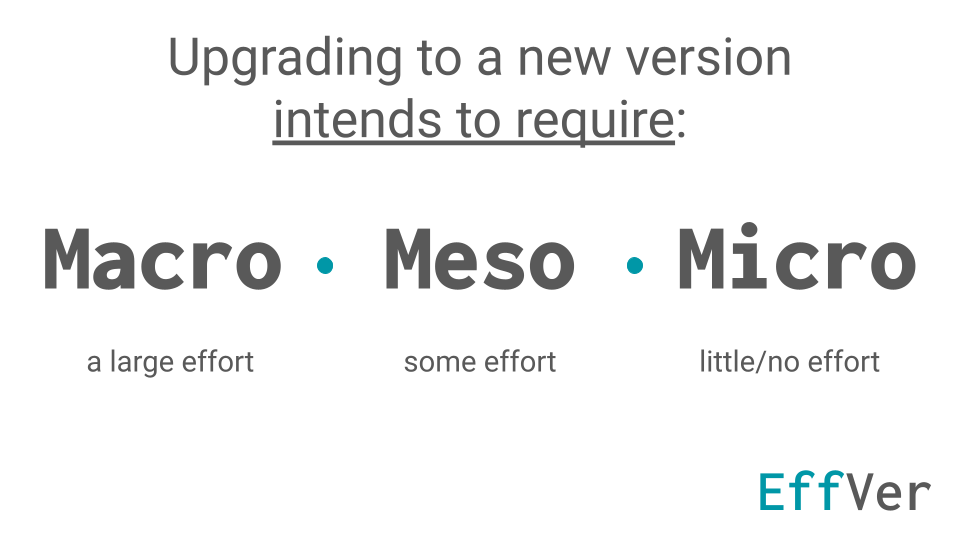 Upgrading to a new version
intends to require:
Macro • Meso • Micro
a large effort some effort little/no effort
EffVer